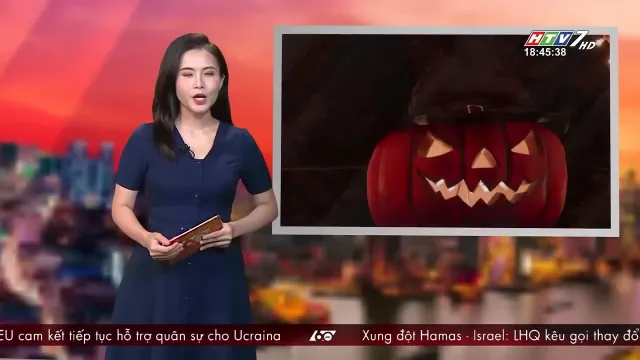 HTV7 HD
18:45:38
EU cam kết tiếp tục hỗ trợ quân sự cho Ucraina 60 Xung đột Hamas - Israel: LHQ kêu gọi thay đổ